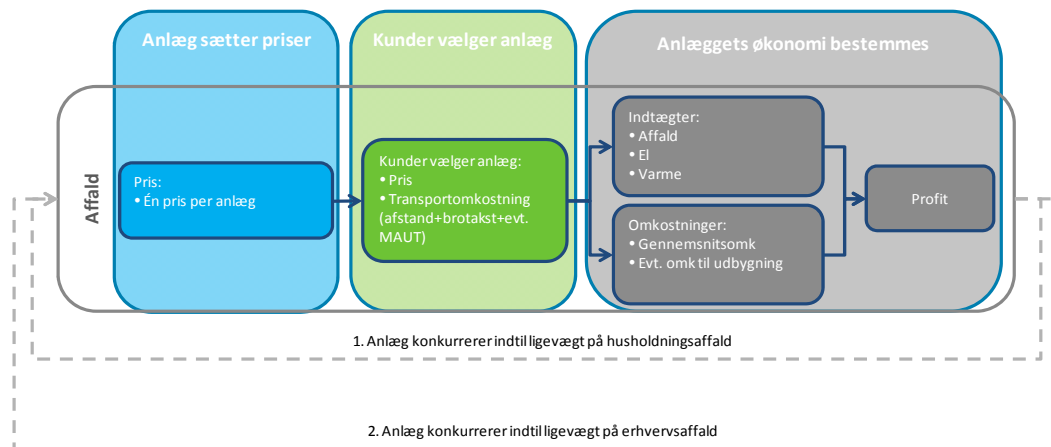 Anlæg sætter priser
Kunder vælger anlæg
Anlæggets økonomi bestemmes
Affald
Pris:
• Én pris per anlæg
Kunder vælger anlæg:
• Pris
• Transportomkostning
(afstand+brotakst+evt.
MAUT)
Indtægter:
• Affald
• El
• Varme
Omkostninger:
• Gennemsnitsomk
• Evt. omk til udbygning
Profit
1. Anlæg konkurrerer indtil ligevægt på husholdningsaffald
2. Anlæg konkurrerer indtil ligevægt på erhvervsaffald